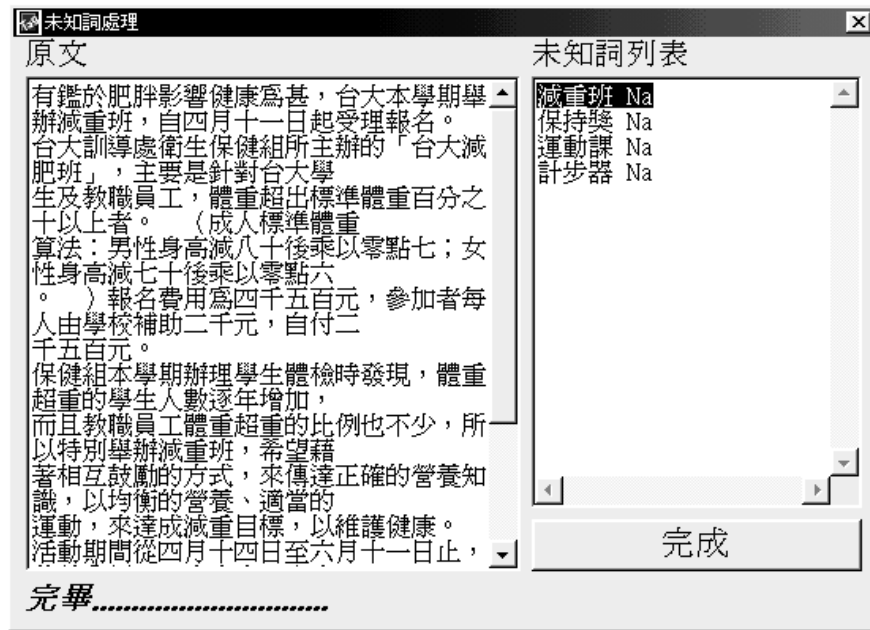 未知詞處理
原文
未知詞列表
有鑑於肥胖影響健康爲甚，台大本學期舉
辦減重班，自四月十一日起受理報名。
台大訓導處衛生保健組所主辦的「台大減
肥班」，主要是針對台大學
生及教職員工，體重超出標準體重百分之
十以上者。　（成人標準體重
算法：男性身高減八十後乘以零點七；女
性身高減七十後乘以零點六
。　）報名費用爲四千五百元，參加者每
人由學校補助二千元，自付二
千五百元。
保健組本學期辦理學生體檢時發現，體重
超重的學生人數逐年增加，
而且教職員工體重超重的比例也不少，所
以特別舉辦減重班，希望藉
著相互鼓勵的方式，來傳達正確的營養知
識，以均衡的營養、適當的
運動，來達成減重目標，以維護健康。
活動期間從四月十四日至六月十一日止，
減重班 Na
保持獎 Na
運動課 Na
計步器 Na
完成
完畢..............................